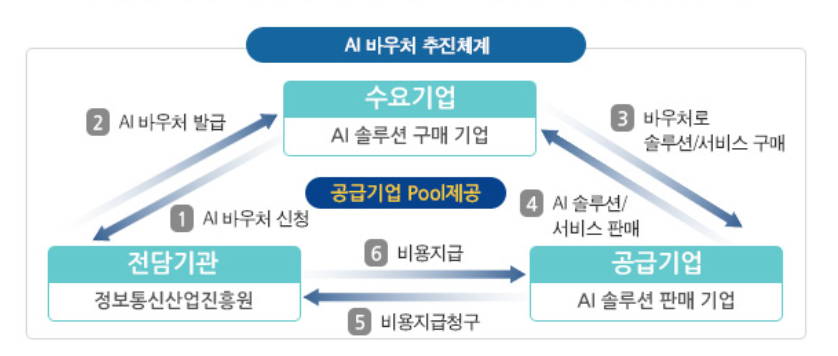 AI 바우처 추진체계
수요기업
AI 솔루션 구매 기업
2 AI 바우처 발급
3 바우처로
솔루션/서비스 구매
공급기업 Pool제공
1 AI 바우처 신청
4 AI 솔루션/
서비스 판매
전담기관
정보통신산업진흥원
6 비용지급
공급기업
AI 솔루션 판매 기업
5 비용지급청구